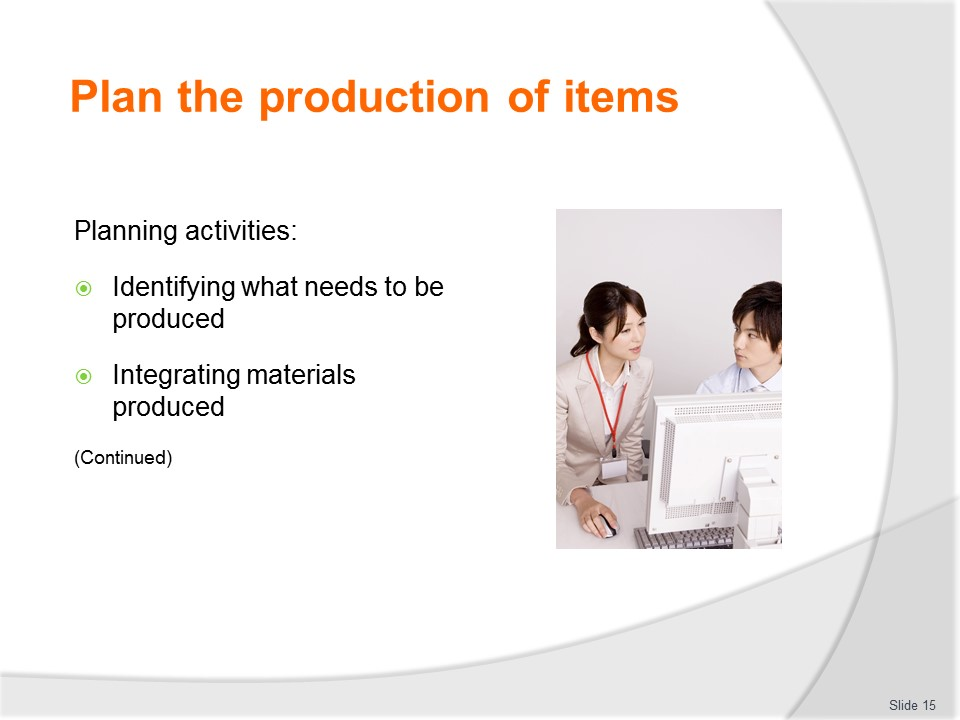 Plan the production of items
Planning activities:
Identifying what needs to be
produced
Integrating materials
produced
(Continued)
Slide 15